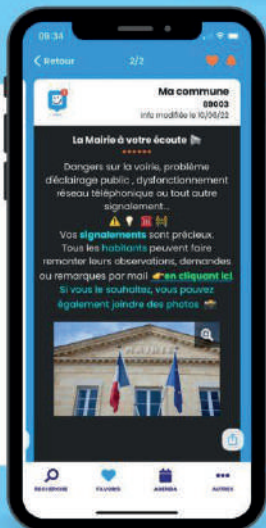 09:34
Retour
2/2
Ma commune
69003
Info modifiée le 10/06/22
La Mairie à votre écoute
Dangers sur la voirie, problème
d'éclairage public , dysfonctionnement
réseau téléphonique ou tout autre
signalement...
Vos signalements sont précieux.
Tous les habitants peuvent faire
remonter leurs observations, demandes
ou remarques par mail en cliquant ici
Si vous le souhaitez, vous pouvez
également joindre des photos
RECHERCHE
FAVORIS
AGENDA
AUTRES